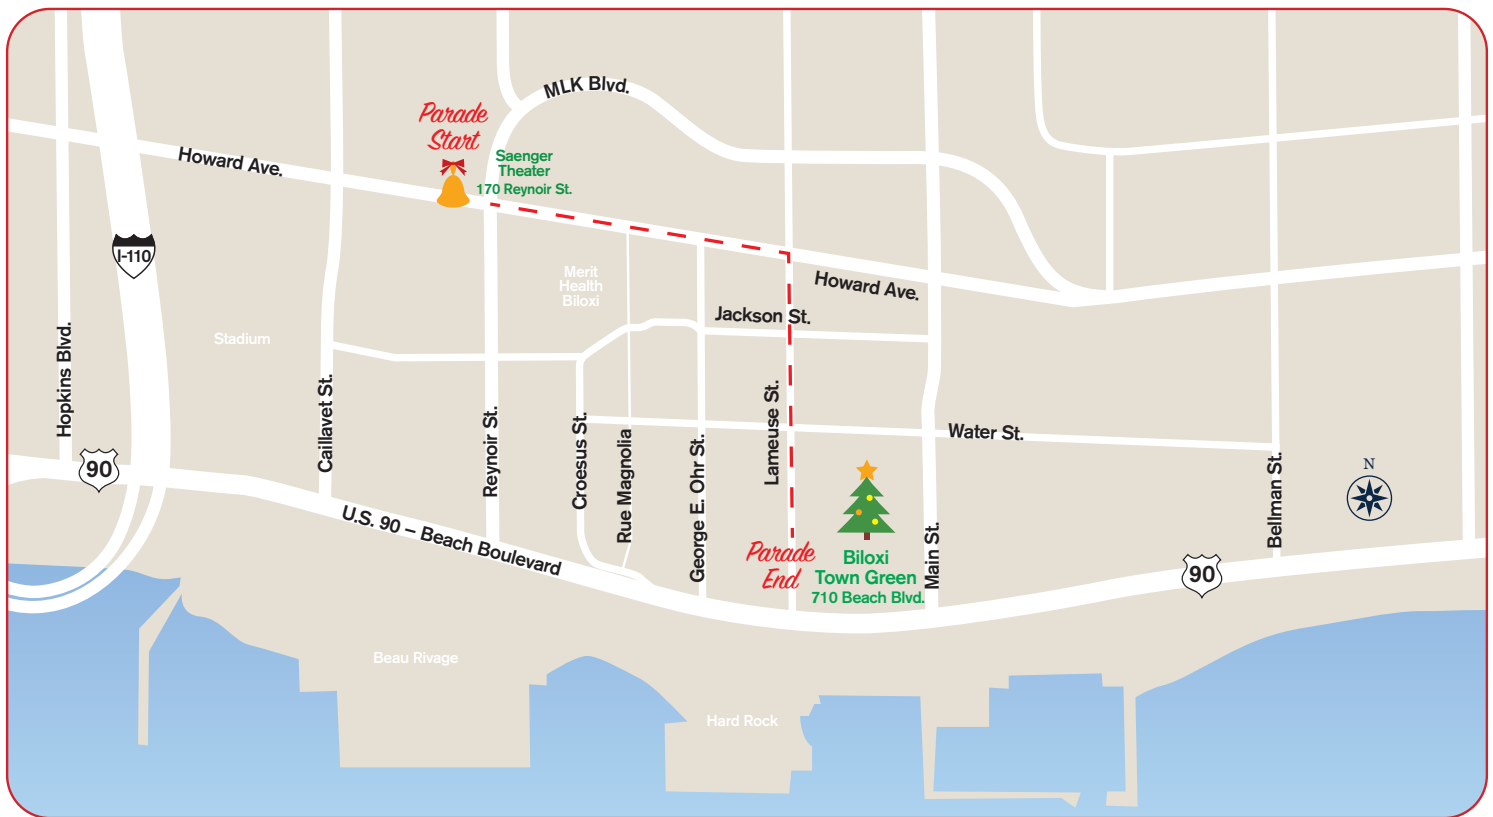 MLK Blvd.
Parade
Start
Howard Ave.
Saenger
Theater
170 Reynoir St.
I-110
Merit
Health
Biloxi
Howard Ave.
Jackson St.
Stadium
Hopkins Blvd.
Caillavet St.
Reynoir St.
Croesus St.
Rue Magnolia
George E. Ohr St.
Lameuse St.
Water St.
Main St.
Bellman St.
N
90
U.S. 90 – Beach Boulevard
Parade
End
Biloxi
Town Green
710 Beach Blvd.
90
Beau Rivage
Hard Rock